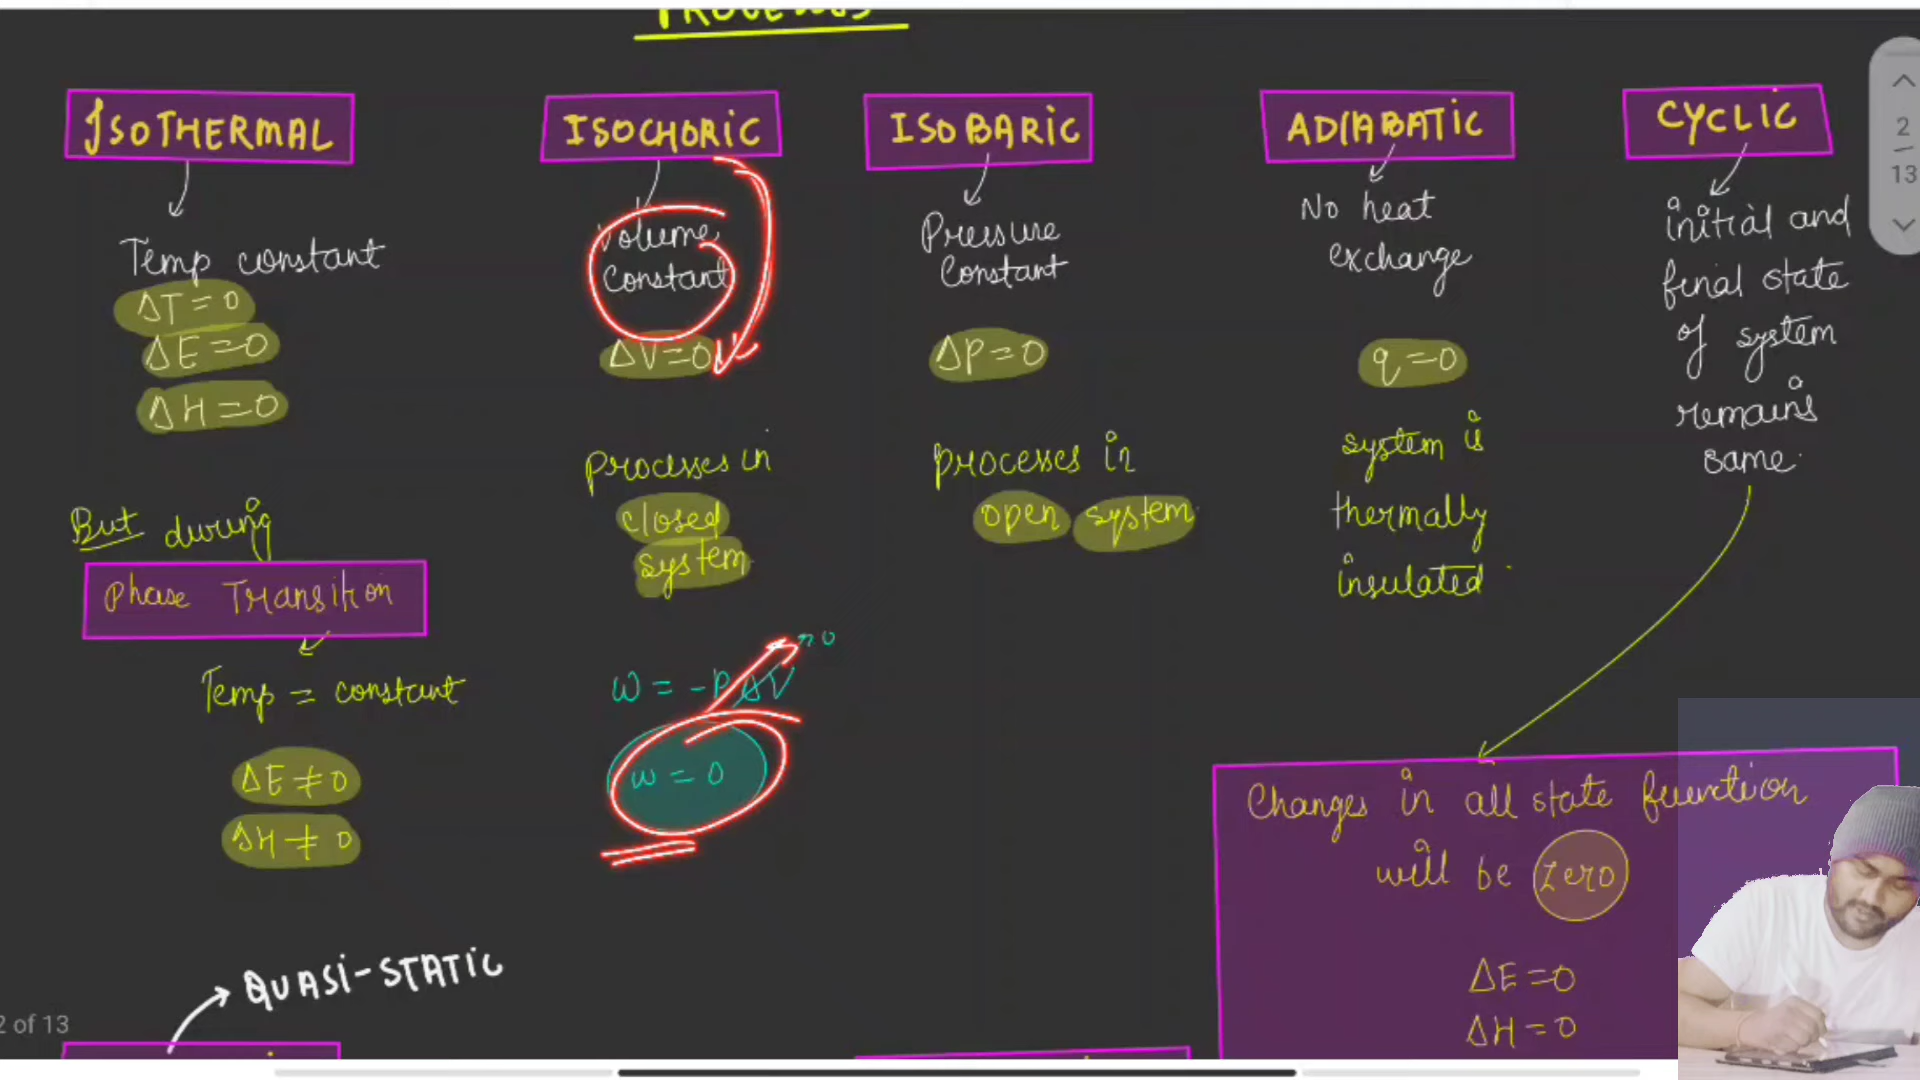 PROCESSES
ISOTHERMAL
Temp constant
ΔT = 0
ΔE = 0
ΔH = 0
But during
Phase Transition
Temp = constant
ΔE ≠ 0
ΔH ≠ 0
QUASI-STATIC
2 of 13
ISOCHORIC
Volume
Constant
ΔV = 0
Processes in
closed
system
w = -PΔV
0
w = 0
ISOBARIC
Pressure
Constant
ΔP = 0
processes in
open system
ADIABATIC
No heat
exchange
q = 0
system is
thermally
insulated
CYCLIC
initial and
final state
of system
remains
same
Changes in all state function
will be zero
ΔE = 0
ΔH = 0
2
13